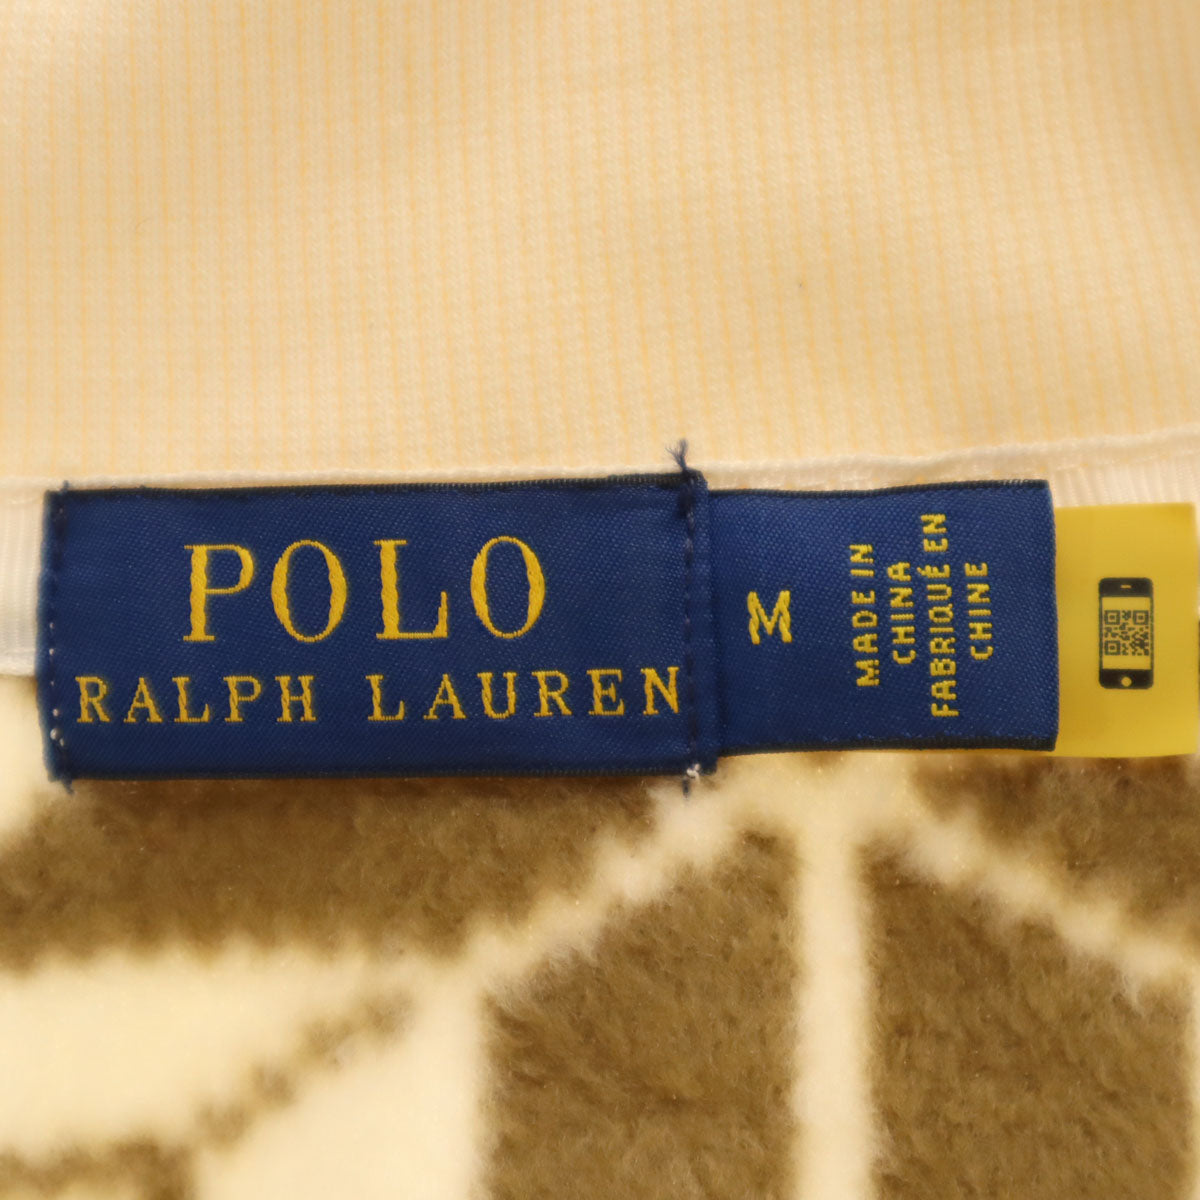 POLO
RALPH LAUREN
M
MADE IN
CHINA
FABRIQUÉ EN
CHINE